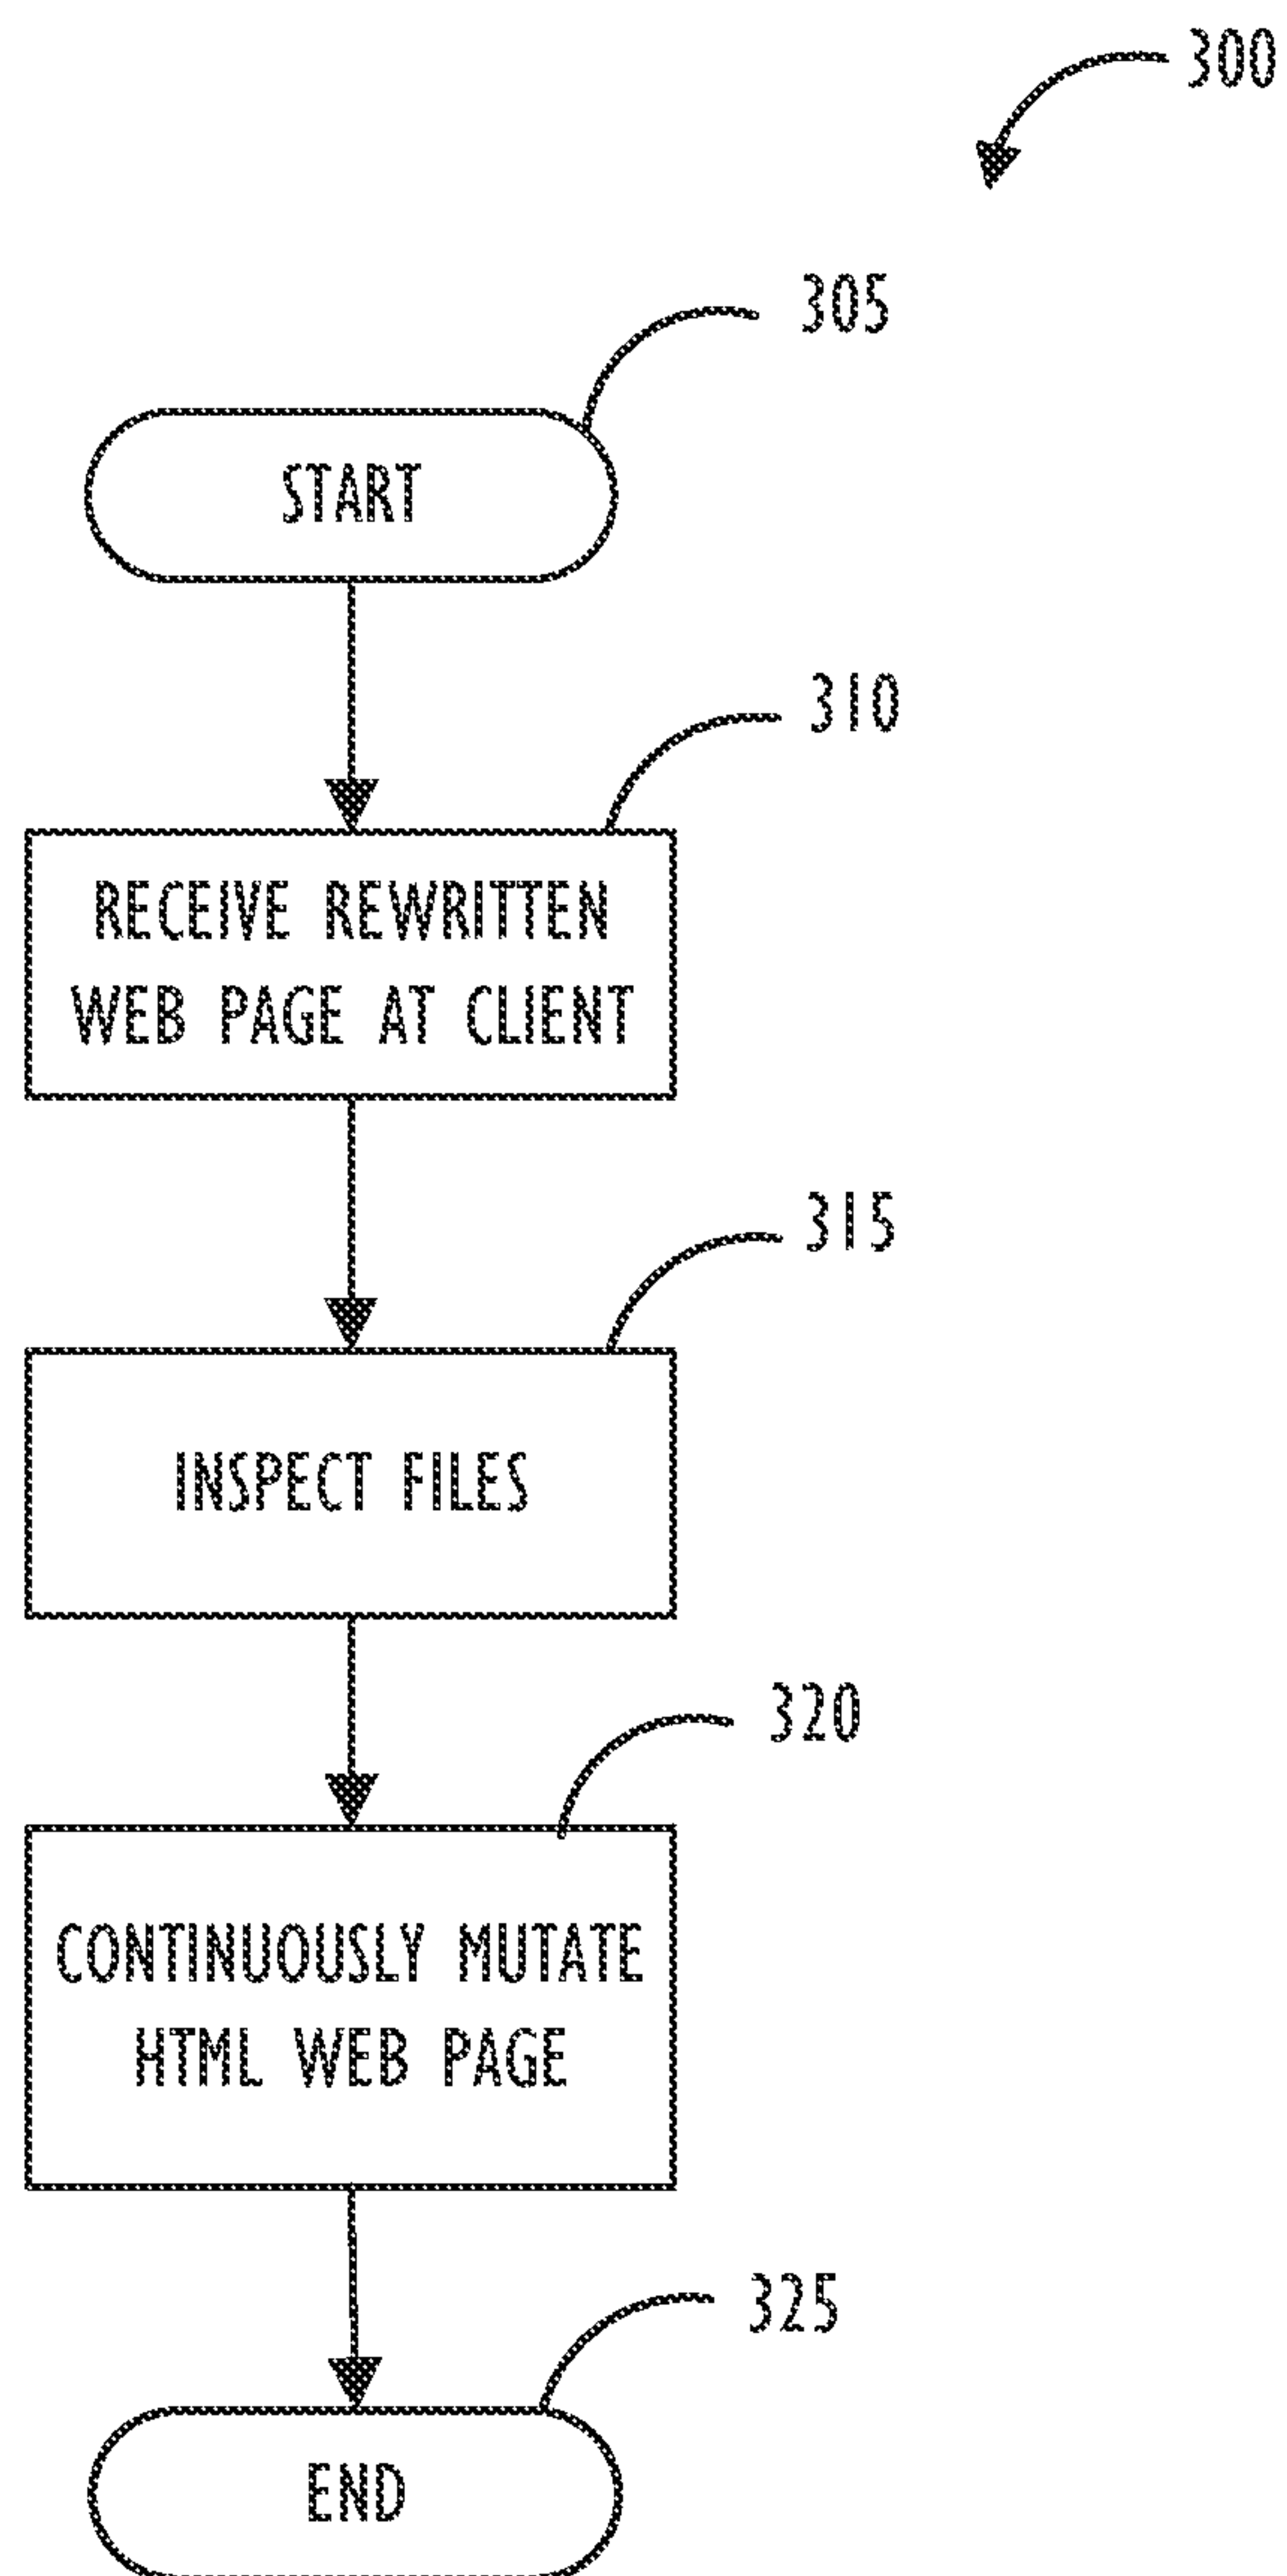 300
305
START
310
RECEIVE REWRITTEN
WEB PAGE AT CLIENT
315
INSPECT FILES
320
CONTINUOUSLY MUTATE
HTML WEB PAGE
325
END